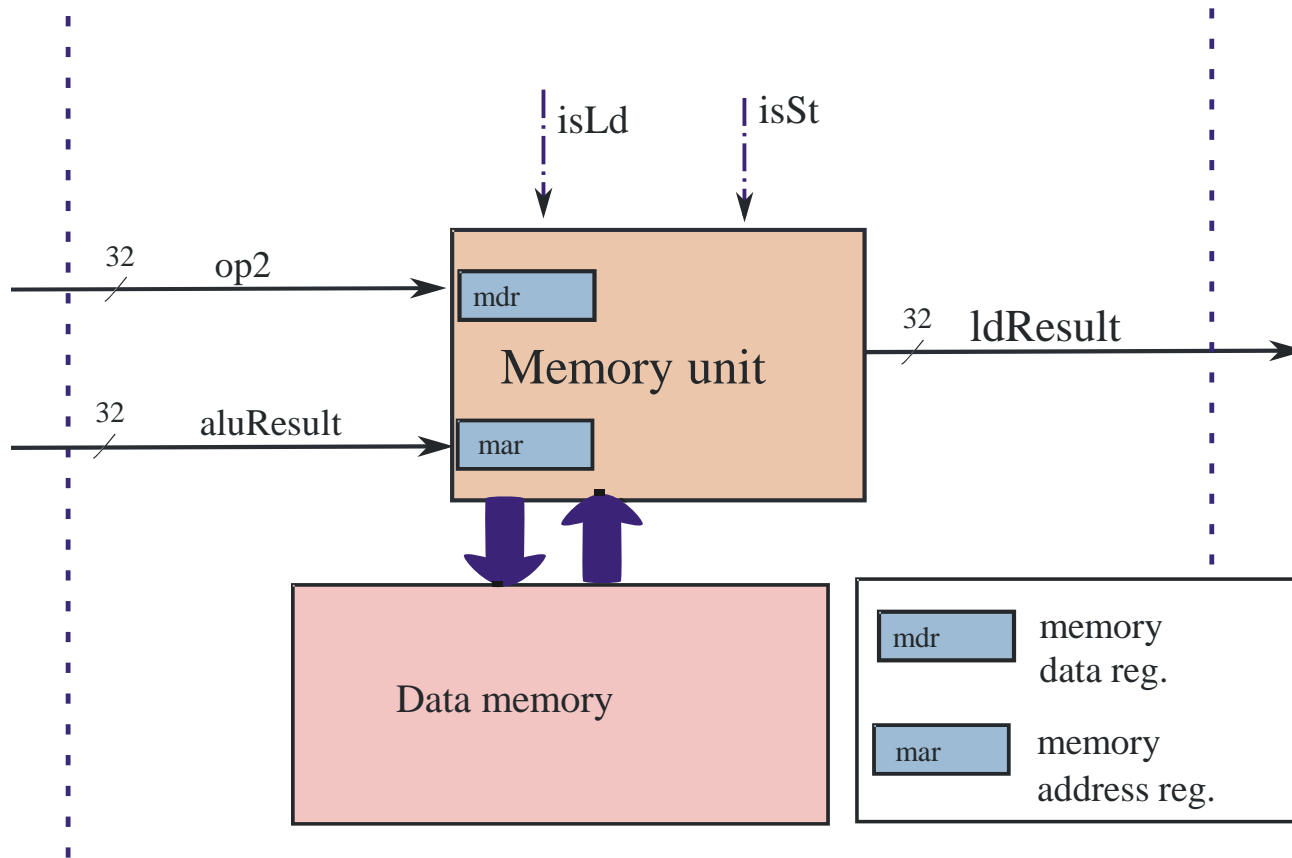 isLd
isSt
32
op2
mdr
32
ldResult
Memory unit
32
aluResult
mar
Data memory
mdr
memory
data reg.
mar
memory
address reg.